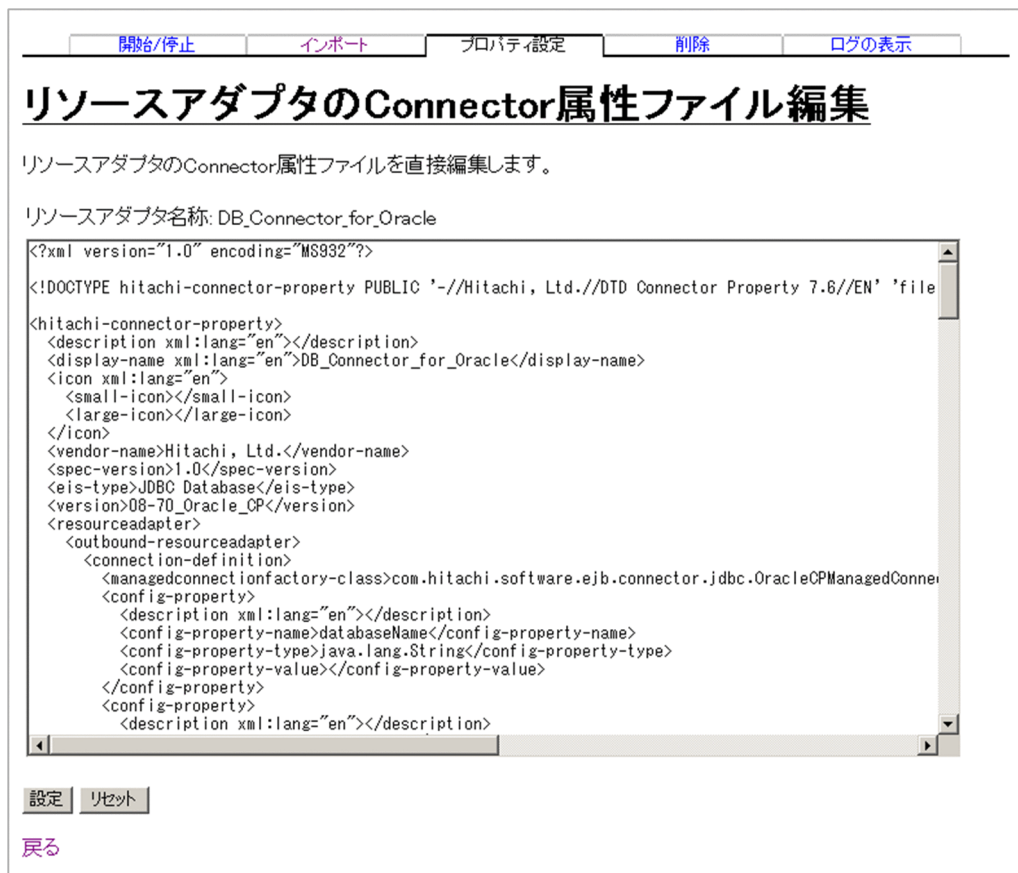 開始/停止 インポート プロパティ設定 削除 ログの表示
リソースアダプタのConnector属性ファイル編集
リソースアダプタのConnector属性ファイルを直接編集します。
リソースアダプタ名称: DB_Connector_for_Oracle
<?xml version="1.0" encoding="MS932"?>
<!DOCTYPE hitachi-connector-property PUBLIC '-//Hitachi, Ltd.//DTD Connector Property 7.6//EN' 'file
<hitachi-connector-property>
<description xml:lang="en"></description>
<display-name xml:lang="en">DB_Connector_for_Oracle</display-name>
<icon xml:lang="en">
<small-icon></small-icon>
<large-icon></large-icon>
</icon>
<vendor-name>Hitachi, Ltd.</vendor-name>
<spec-version>1.0</spec-version>
<eis-type>JDBC Database</eis-type>
<version>08-70_Oracle_CP</version>
<resourceadapter>
<outbound-resourceadapter>
<connection-definition>
<managedconnectionfactory-class>com.hitachi.software.ejb.connector.jdbc.OracleCPManagedConne
<config-property>
<description xml:lang="en"></description>
<config-property-name>databaseName</config-property-name>
<config-property-type>java.lang.String</config-property-type>
<config-property-value></config-property-value>
</config-property>
<config-property>
<description xml:lang="en"></description>
設定 リセット
戻る